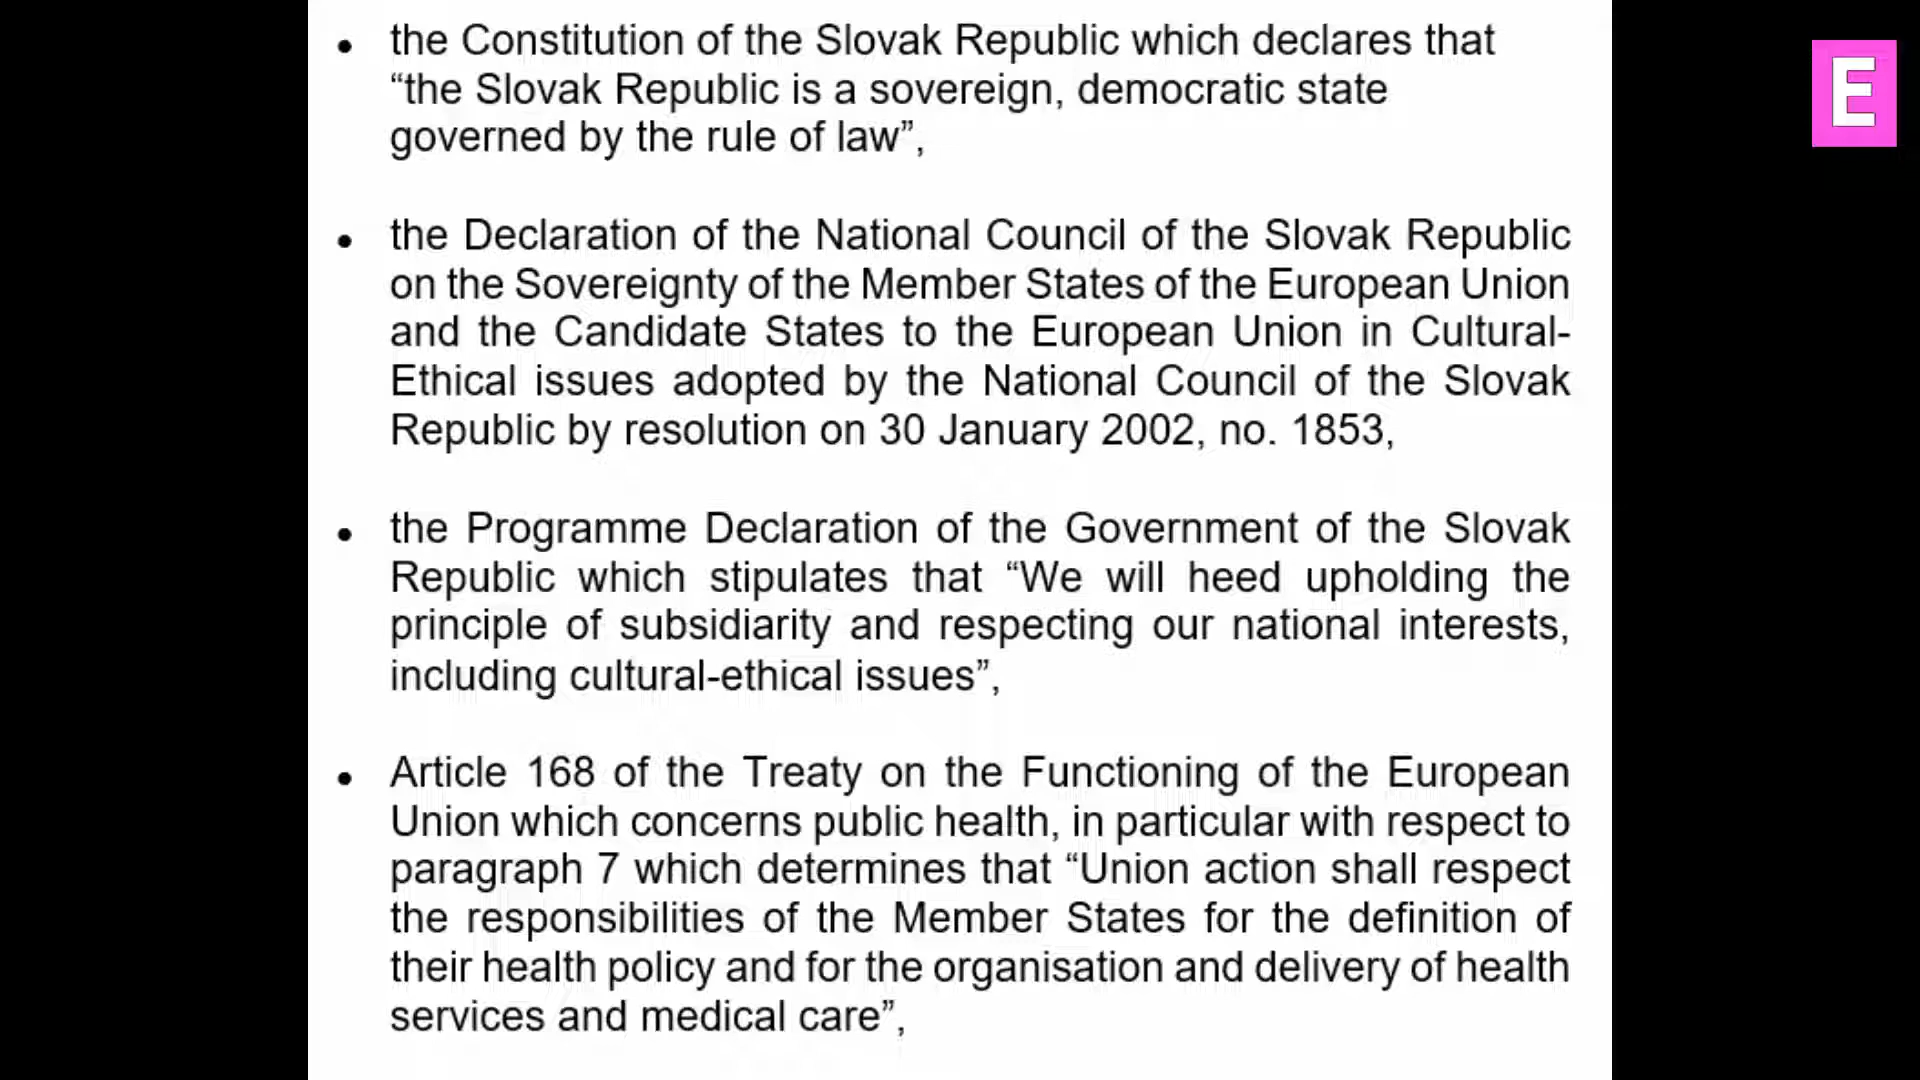 • the Constitution of the Slovak Republic which declares that
“the Slovak Republic is a sovereign, democratic state
governed by the rule of law”,
• the Declaration of the National Council of the Slovak Republic
on the Sovereignty of the Member States of the European Union
and the Candidate States to the European Union in Cultural-
Ethical issues adopted by the National Council of the Slovak
Republic by resolution on 30 January 2002, no. 1853,
• the Programme Declaration of the Government of the Slovak
Republic which stipulates that “We will heed upholding the
principle of subsidiarity and respecting our national interests,
including cultural-ethical issues”,
• Article 168 of the Treaty on the Functioning of the European
Union which concerns public health, in particular with respect to
paragraph 7 which determines that “Union action shall respect
the responsibilities of the Member States for the definition of
their health policy and for the organisation and delivery of health
services and medical care”,
E